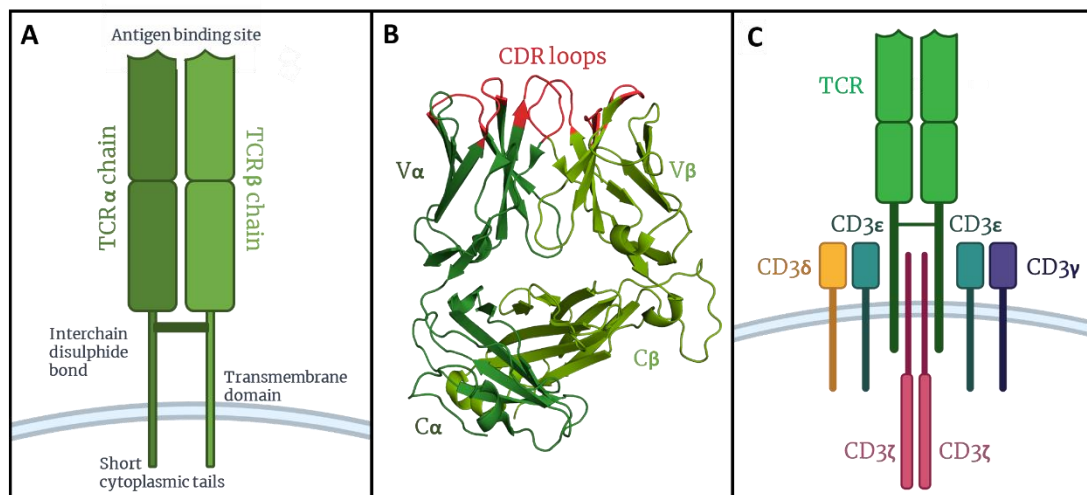 A
Antigen binding site
TCR α chain
TCR β chain
Interchain
disulphide
bond
Transmembrane
domain
Short
cytoplasmic tails
B
CDR loops
Vα
Vβ
Cβ
Cα
C
TCR
CD3ε
CD3ε
CD3δ
CD3γ
CD3ζ
CD3ζ